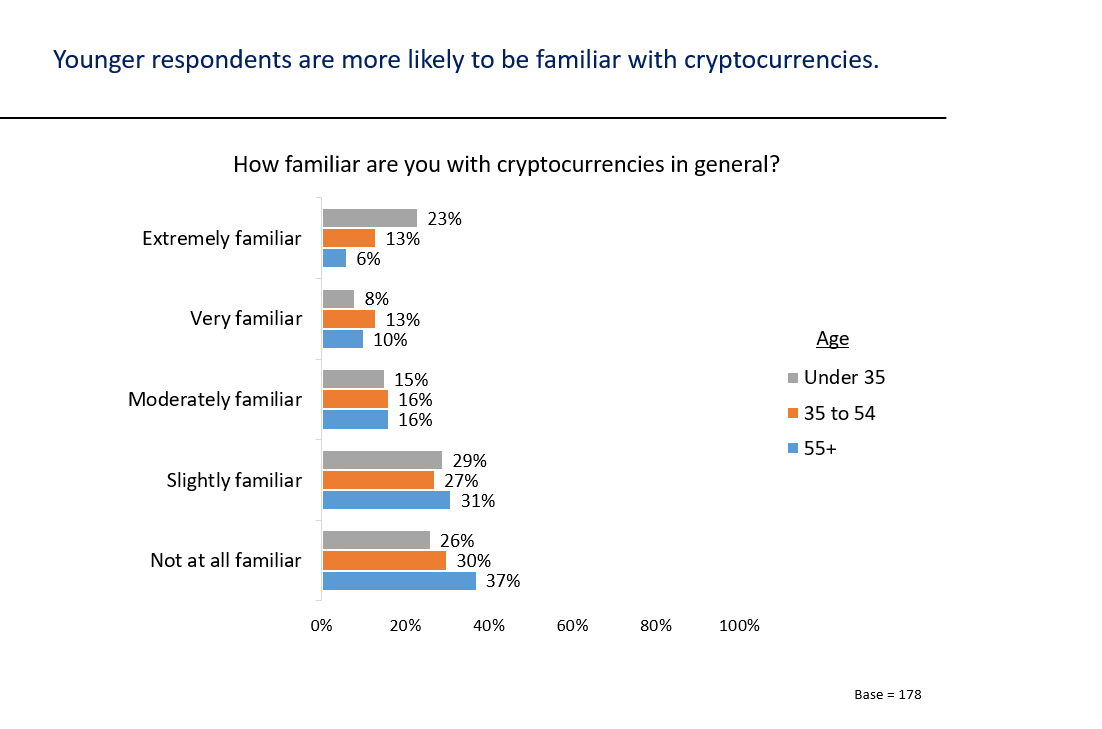 Younger respondents are more likely to be familiar with cryptocurrencies.
How familiar are you with cryptocurrencies in general?
Extremely familiar
23%
13%
6%
Very familiar
8%
13%
10%
Moderately familiar
15%
16%
16%
Slightly familiar
29%
27%
31%
Not at all familiar
26%
30%
37%
0% 20% 40% 60% 80% 100%
Age
Under 35
35 to 54
55+
Base = 178